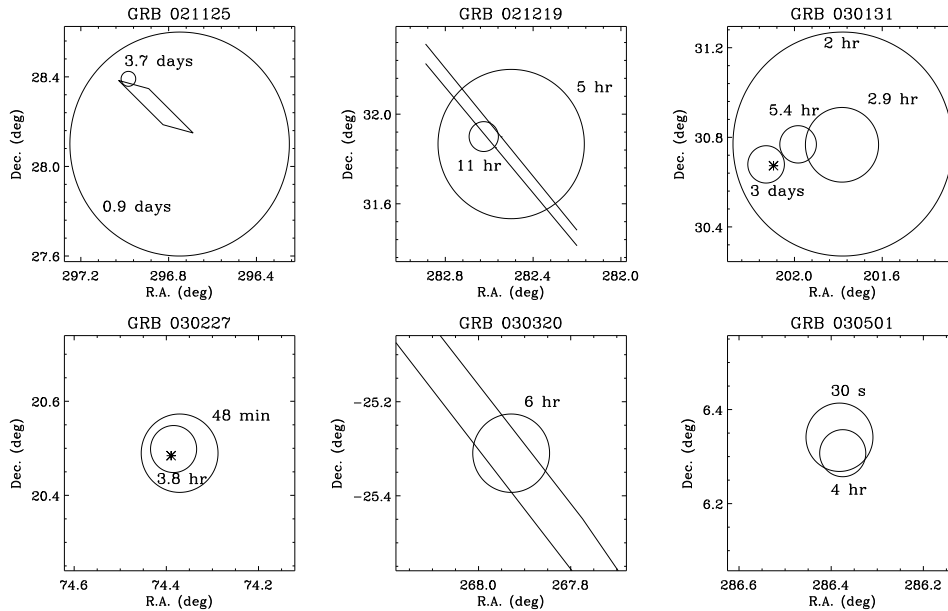 GRB 021125
3.7 days
0.9 days
28.4
28.0
27.6
Dec. (deg)
297.2 296.8 296.4
R.A. (deg)
GRB 021219
5 hr
11 hr
32.0
31.6
Dec. (deg)
282.8 282.4 282.0
R.A. (deg)
GRB 030131
2 hr
2.9 hr
5.4 hr
3 days
31.2
30.8
30.4
Dec. (deg)
202.0 201.6
R.A. (deg)
GRB 030227
48 min
3.8 hr
20.6
20.4
Dec. (deg)
74.6 74.4 74.2
R.A. (deg)
GRB 030320
6 hr
−25.2
−25.4
Dec. (deg)
268.0 267.8
R.A. (deg)
GRB 030501
30 s
4 hr
6.4
6.2
Dec. (deg)
286.6 286.4 286.2
R.A. (deg)